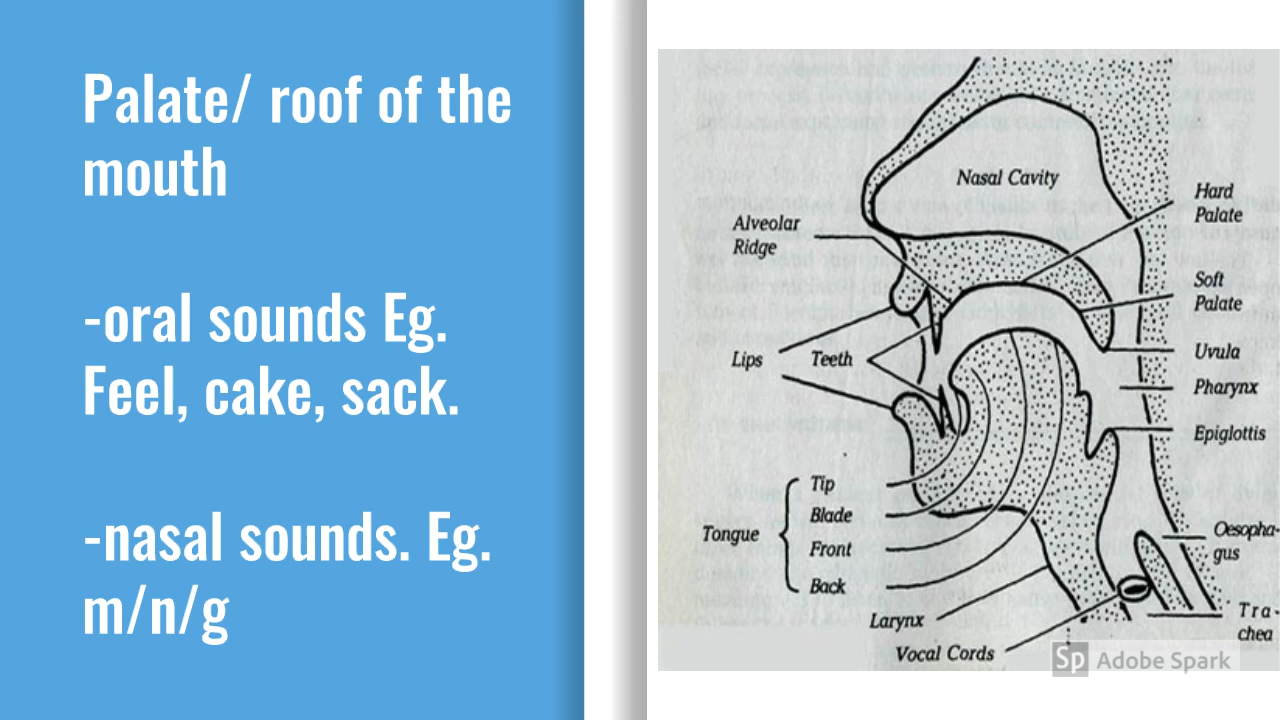 Palate/ roof of the
mouth
-oral sounds Eg.
Feel, cake, sack.
-nasal sounds. Eg.
m/n/g
Nasal Cavity
Hard
Palate
Alveolar
Ridge
Soft
Palate
Lips
Teeth
Uvula
Pharynx
Epiglottis
Tongue
Tip
Blade
Front
Back
Oesopha-
gus
Larynx
Tra-
chea
Vocal Cords
Sp Adobe Spark